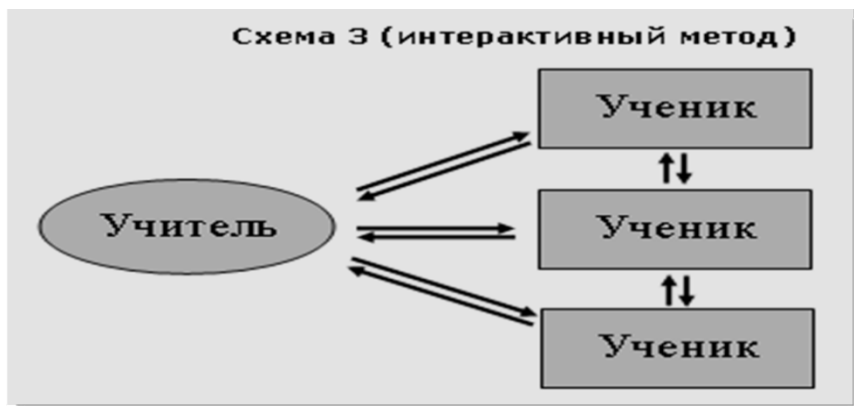 Схема 3 (интерактивный метод)
Ученик
Учитель
Ученик
Ученик